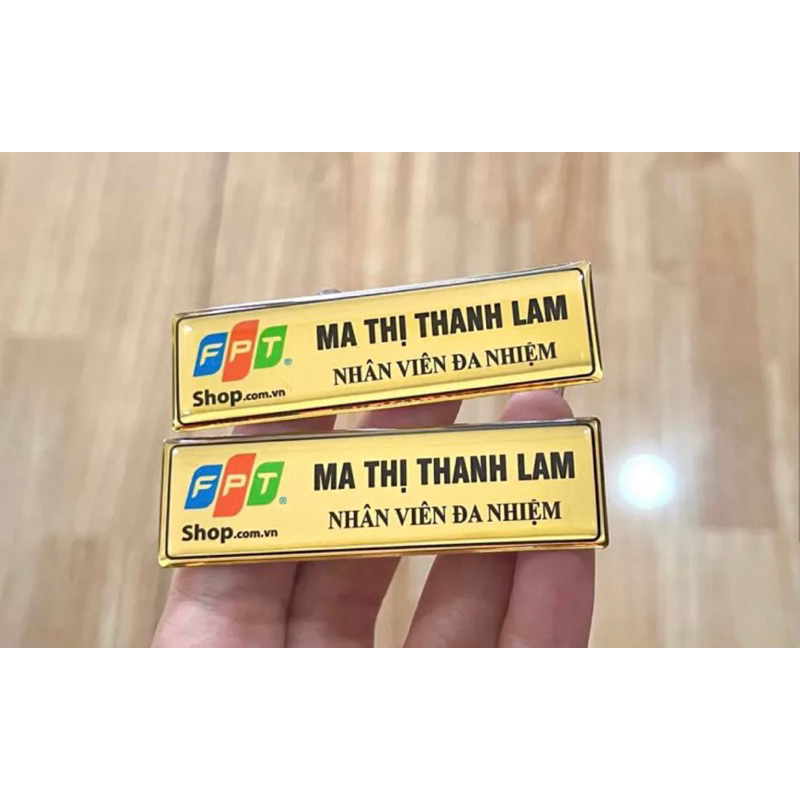 FPT®
Shop.com.vn
MA THỊ THANH LAM
NHÂN VIÊN ĐA NHIỆM
FPT®
Shop.com.vn
MA THỊ THANH LAM
NHÂN VIÊN ĐA NHIỆM